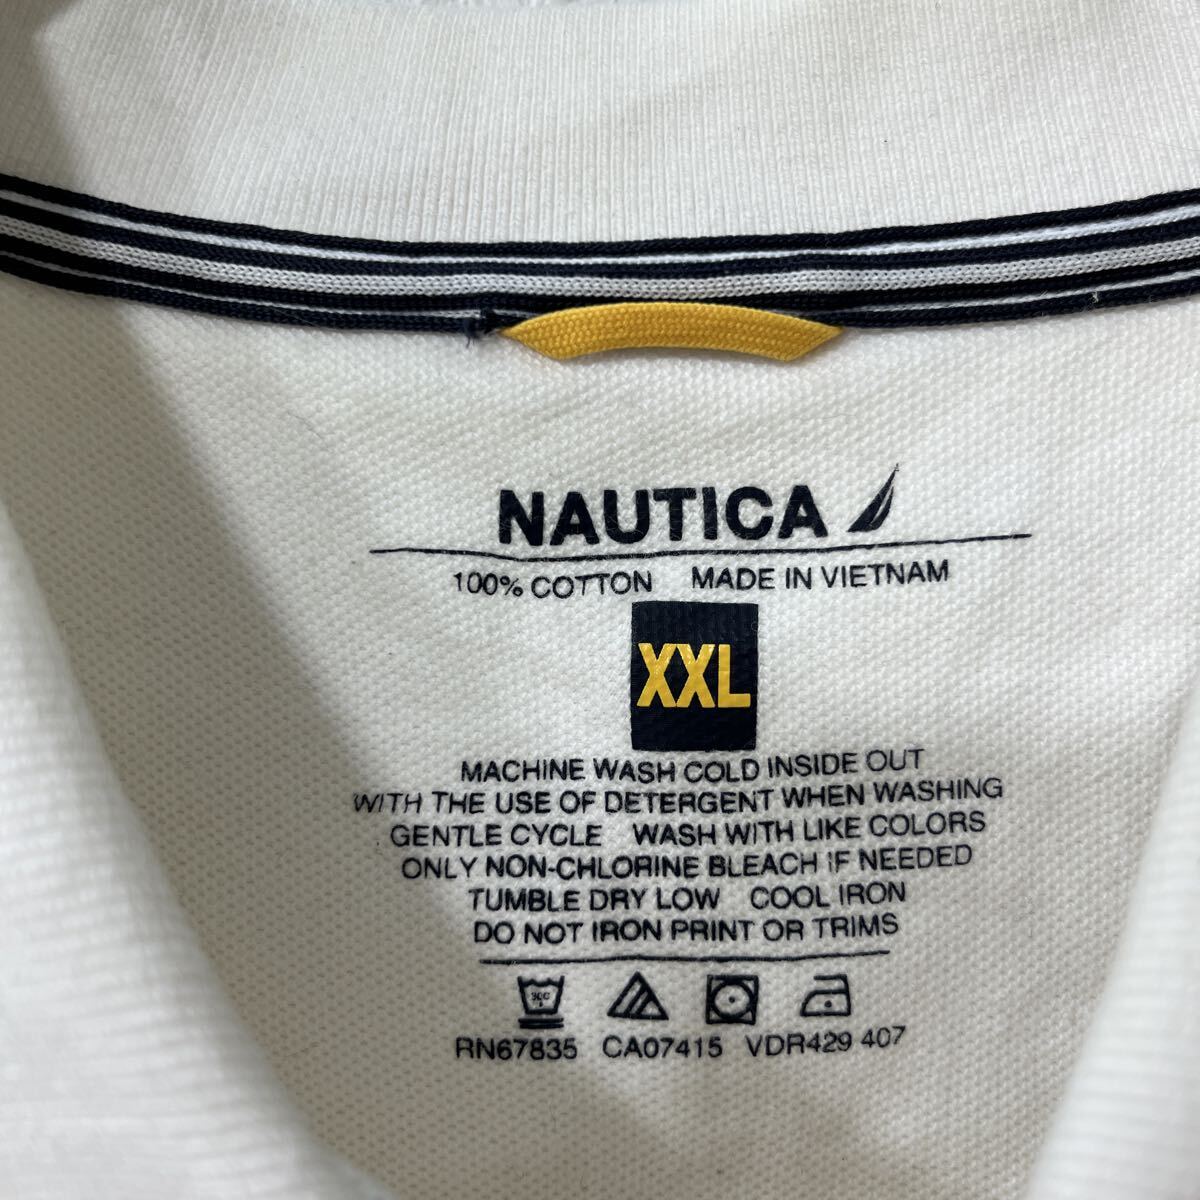 NAUTICA
100% COTTON MADE IN VIETNAM
XXL
MACHINE WASH COLD INSIDE OUT
WITH THE USE OF DETERGENT WHEN WASHING
GENTLE CYCLE WASH WITH LIKE COLORS
ONLY NON-CHLORINE BLEACH IF NEEDED
TUMBLE DRY LOW COOL IRON
DO NOT IRON PRINT OR TRIMS
30C
RN67835 CA07415 VDR429 407